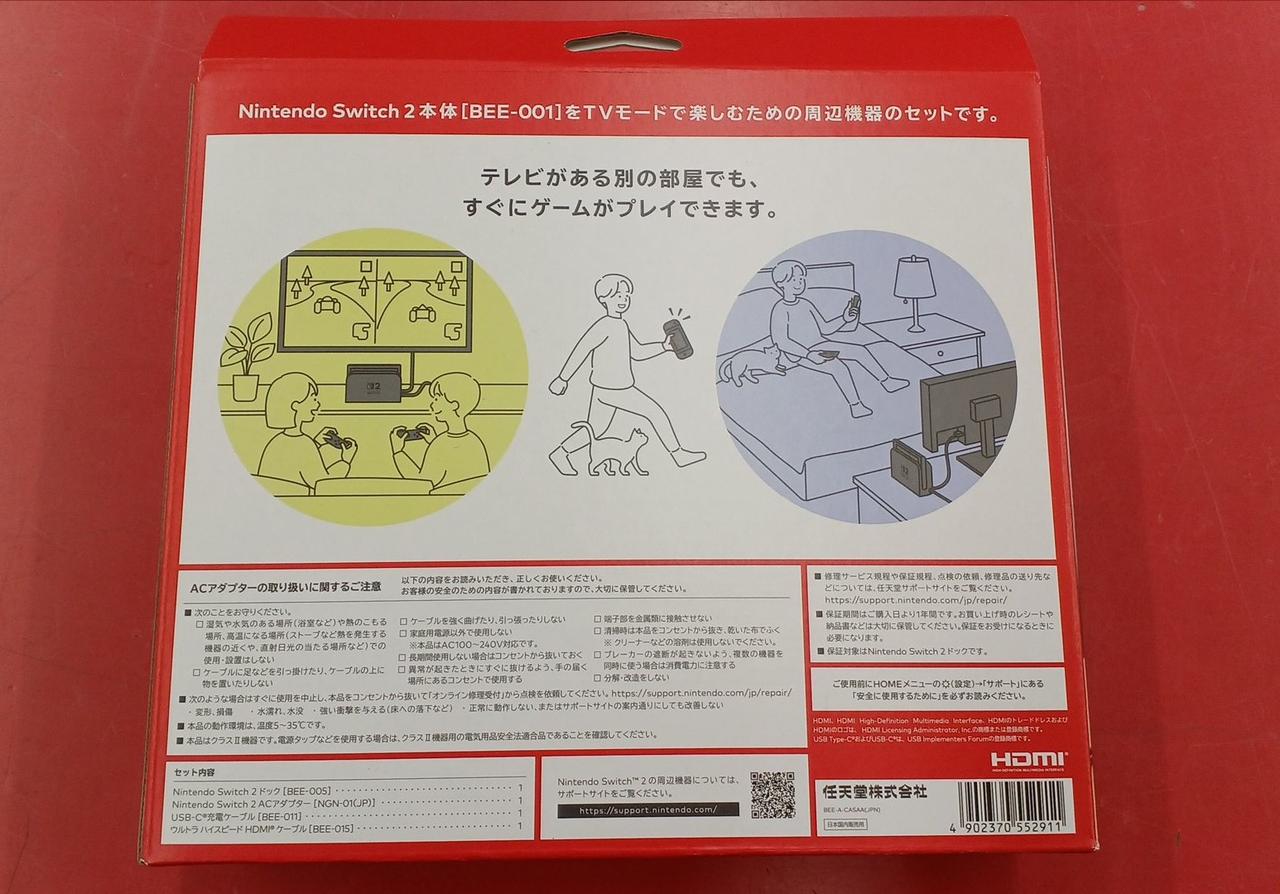 Nintendo Switch 2本体[BEE-001]をTVモードで楽しむための周辺機器のセットです。
テレビがある別の部屋でも、
すぐにゲームがプレイできます。
2
2
ACアダプターの取り扱いに関するご注意
以下の内容をお読みいただき、正しくお使いください。
お客様の安全のための内容が書かれておりますので、大切に保管してください。
■ 次のことをお守りください。
□ 湿気や水気のある場所(浴室など)や熱のこもる
場所、高温になる場所(ストーブなど熱を発生する
機器の近くや、直射日光の当たる場所など)での
使用・設置はしない
□ ケーブルに足などを引っ掛けたり、ケーブルの上に
物を置いたりしない
□ ケーブルを強く曲げたり、引っ張ったりしない
□ 家庭用電源以外で使用しない
※本品はAC100~240V対応です。
□ 長期間使用しない場合はコンセントから抜いておく
□ 異常が起きたときにすぐに抜けるよう、手の届く
場所にあるコンセントで使用する
□ 端子部を金属類に接触させない
□ 清掃時は本品をコンセントから抜き、乾いた布でふく
※ クリーナーなどの溶剤は使用しないでください。
□ ブレーカーの遮断が起きないよう、複数の機器を
同時に使う場合は消費電力に注意する
□ 分解・改造をしない
■ 次のような場合はすぐに使用を中止し、本品をコンセントから抜いて「オンライン修理受付」から点検を依頼してください。https://support.nintendo.com/jp/repair/
・変形、損傷 ・水濡れ、水没 ・強い衝撃を与える(床への落下など) ・正常に動作しない、またはサポートサイトの案内通りにしても改善しない
■ 本品の動作環境は、温度5~35℃です。
■ 本品はクラスⅡ機器です。電源タップなどを使用する場合は、クラスⅡ機器用の電気用品安全法適合品であることを確認してください。
■ 修理サービス規程や保証規程、点検の依頼、修理品の送り先な
どについては、任天堂サポートサイトをご覧ください。
https://support.nintendo.com/jp/repair/
■ 保証期間はご購入日より1年間です。お買い上げ時のレシートや
納品書などは大切に保管してください。保証をお受けになるときに
必要になります。
■ 保証対象はNintendo Switch 2ドックです。
ご使用前にHOMEメニューの(設定)→「サポート」にある
「安全に使用するために」を必ずお読みください。
HDMI、HDMI High-Definition Multimedia Interface、HDMIのトレードドレスおよび
HDMIのロゴは、HDMI Licensing Administrator, Inc.の商標または登録商標です。
USB Type-C®およびUSB-C®は、USB Implementers Forumの登録商標です。
HDMI®
HIGH-DEFINITION MULTIMEDIA INTERFACE
セット内容
Nintendo Switch 2ドック[BEE-005] 1
Nintendo Switch 2 ACアダプター[NGN-01(JP)] 1
USB-C®充電ケーブル[BEE-011] 1
ウルトラ ハイスピード HDMI®ケーブル[BEE-015] 1
Nintendo Switch™ 2の周辺機器については、
サポートサイトをご覧ください。
https://support.nintendo.com/
任天堂株式会社
BEE-A-CASAA(JPN)
日本国内販売用
4 902370 552911